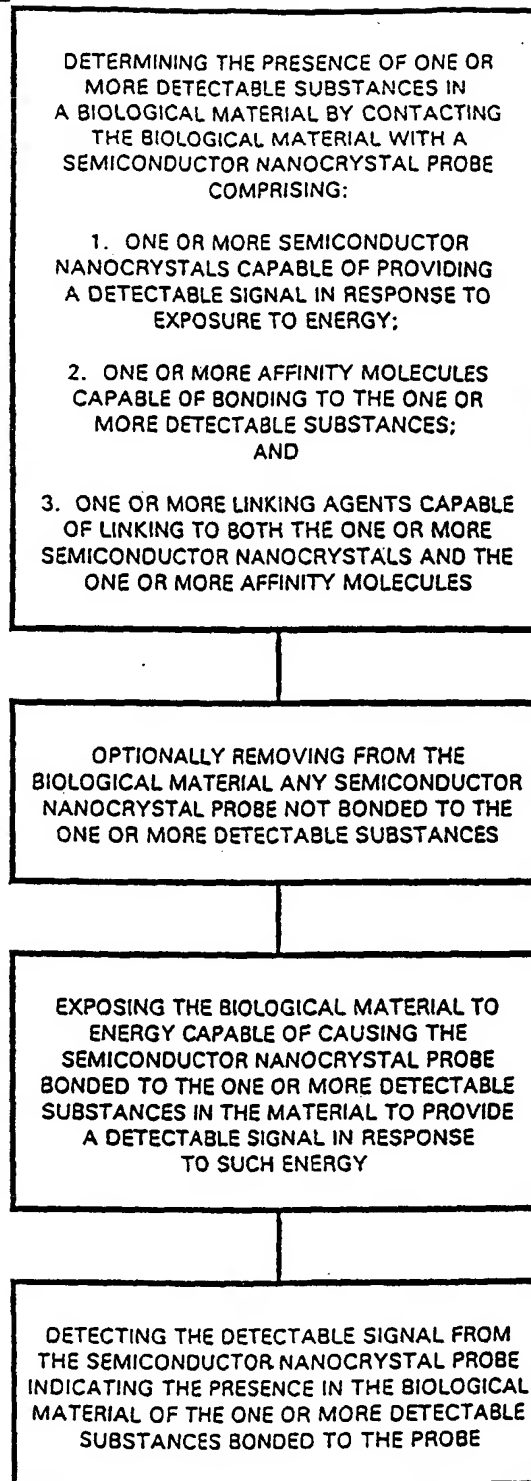 DETERMINING THE PRESENCE OF ONE OR
MORE DETECTABLE SUBSTANCES IN
A BIOLOGICAL MATERIAL BY CONTACTING
THE BIOLOGICAL MATERIAL WITH A
SEMICONDUCTOR NANOCRYSTAL PROBE
COMPRISING:
1. ONE OR MORE SEMICONDUCTOR
NANOCRYSTALS CAPABLE OF PROVIDING
A DETECTABLE SIGNAL IN RESPONSE TO
EXPOSURE TO ENERGY;
2. ONE OR MORE AFFINITY MOLECULES
CAPABLE OF BONDING TO THE ONE OR
MORE DETECTABLE SUBSTANCES;
AND
3. ONE OR MORE LINKING AGENTS CAPABLE
OF LINKING TO BOTH THE ONE OR MORE
SEMICONDUCTOR NANOCRYSTALS AND THE
ONE OR MORE AFFINITY MOLECULES
OPTIONALLY REMOVING FROM THE
BIOLOGICAL MATERIAL ANY SEMICONDUCTOR
NANOCRYSTAL PROBE NOT BONDED TO THE
ONE OR MORE DETECTABLE SUBSTANCES
EXPOSING THE BIOLOGICAL MATERIAL TO
ENERGY CAPABLE OF CAUSING THE
SEMICONDUCTOR NANOCRYSTAL PROBE
BONDED TO THE ONE OR MORE DETECTABLE
SUBSTANCES IN THE MATERIAL TO PROVIDE
A DETECTABLE SIGNAL IN RESPONSE
TO SUCH ENERGY
DETECTING THE DETECTABLE SIGNAL FROM
THE SEMICONDUCTOR NANOCRYSTAL PROBE
INDICATING THE PRESENCE IN THE BIOLOGICAL
MATERIAL OF THE ONE OR MORE DETECTABLE
SUBSTANCES BONDED TO THE PROBE